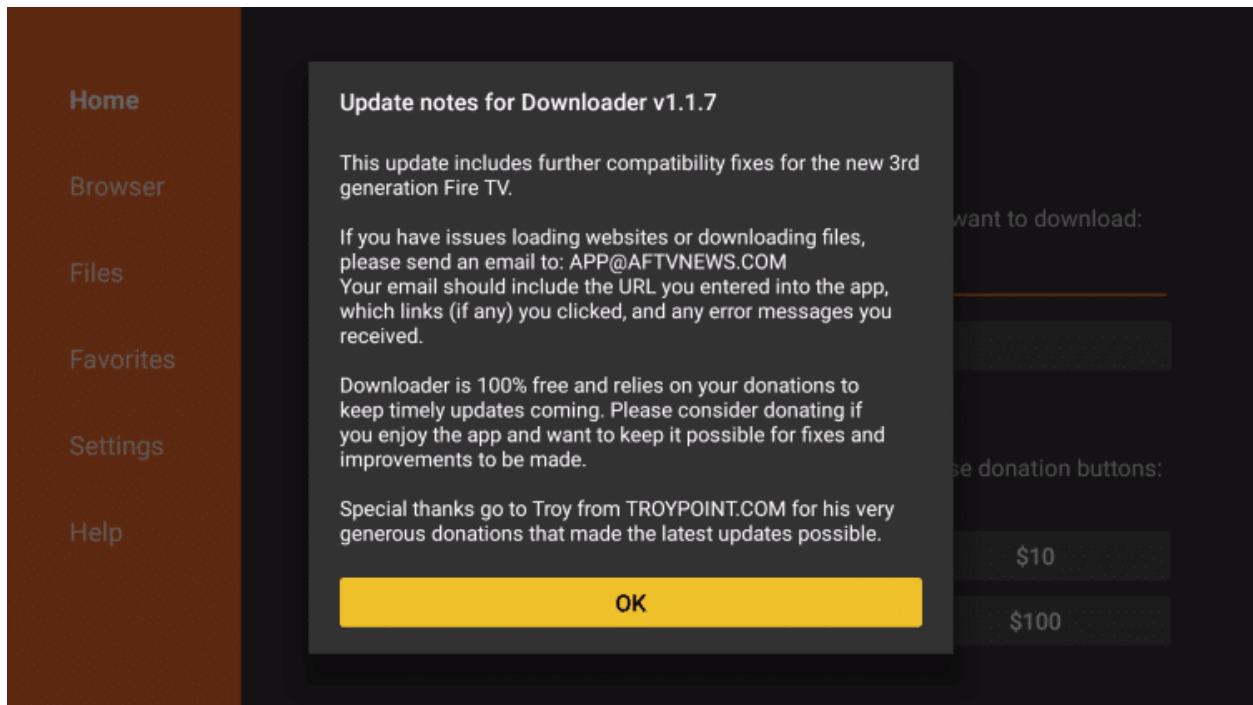 Home
Browser
Files
Favorites
Settings
Help
Update notes for Downloader v1.1.7
This update includes further compatibility fixes for the new 3rd
generation Fire TV.
If you have issues loading websites or downloading files,
please send an email to: APP@AFTVNEWS.COM
Your email should include the URL you entered into the app,
which links (if any) you clicked, and any error messages you
received.
Downloader is 100% free and relies on your donations to
keep timely updates coming. Please consider donating if
you enjoy the app and want to keep it possible for fixes and
improvements to be made.
Special thanks go to Troy from TROYPOINT.COM for his very
generous donations that made the latest updates possible.
OK
want to download:
donation buttons:
$10
$100